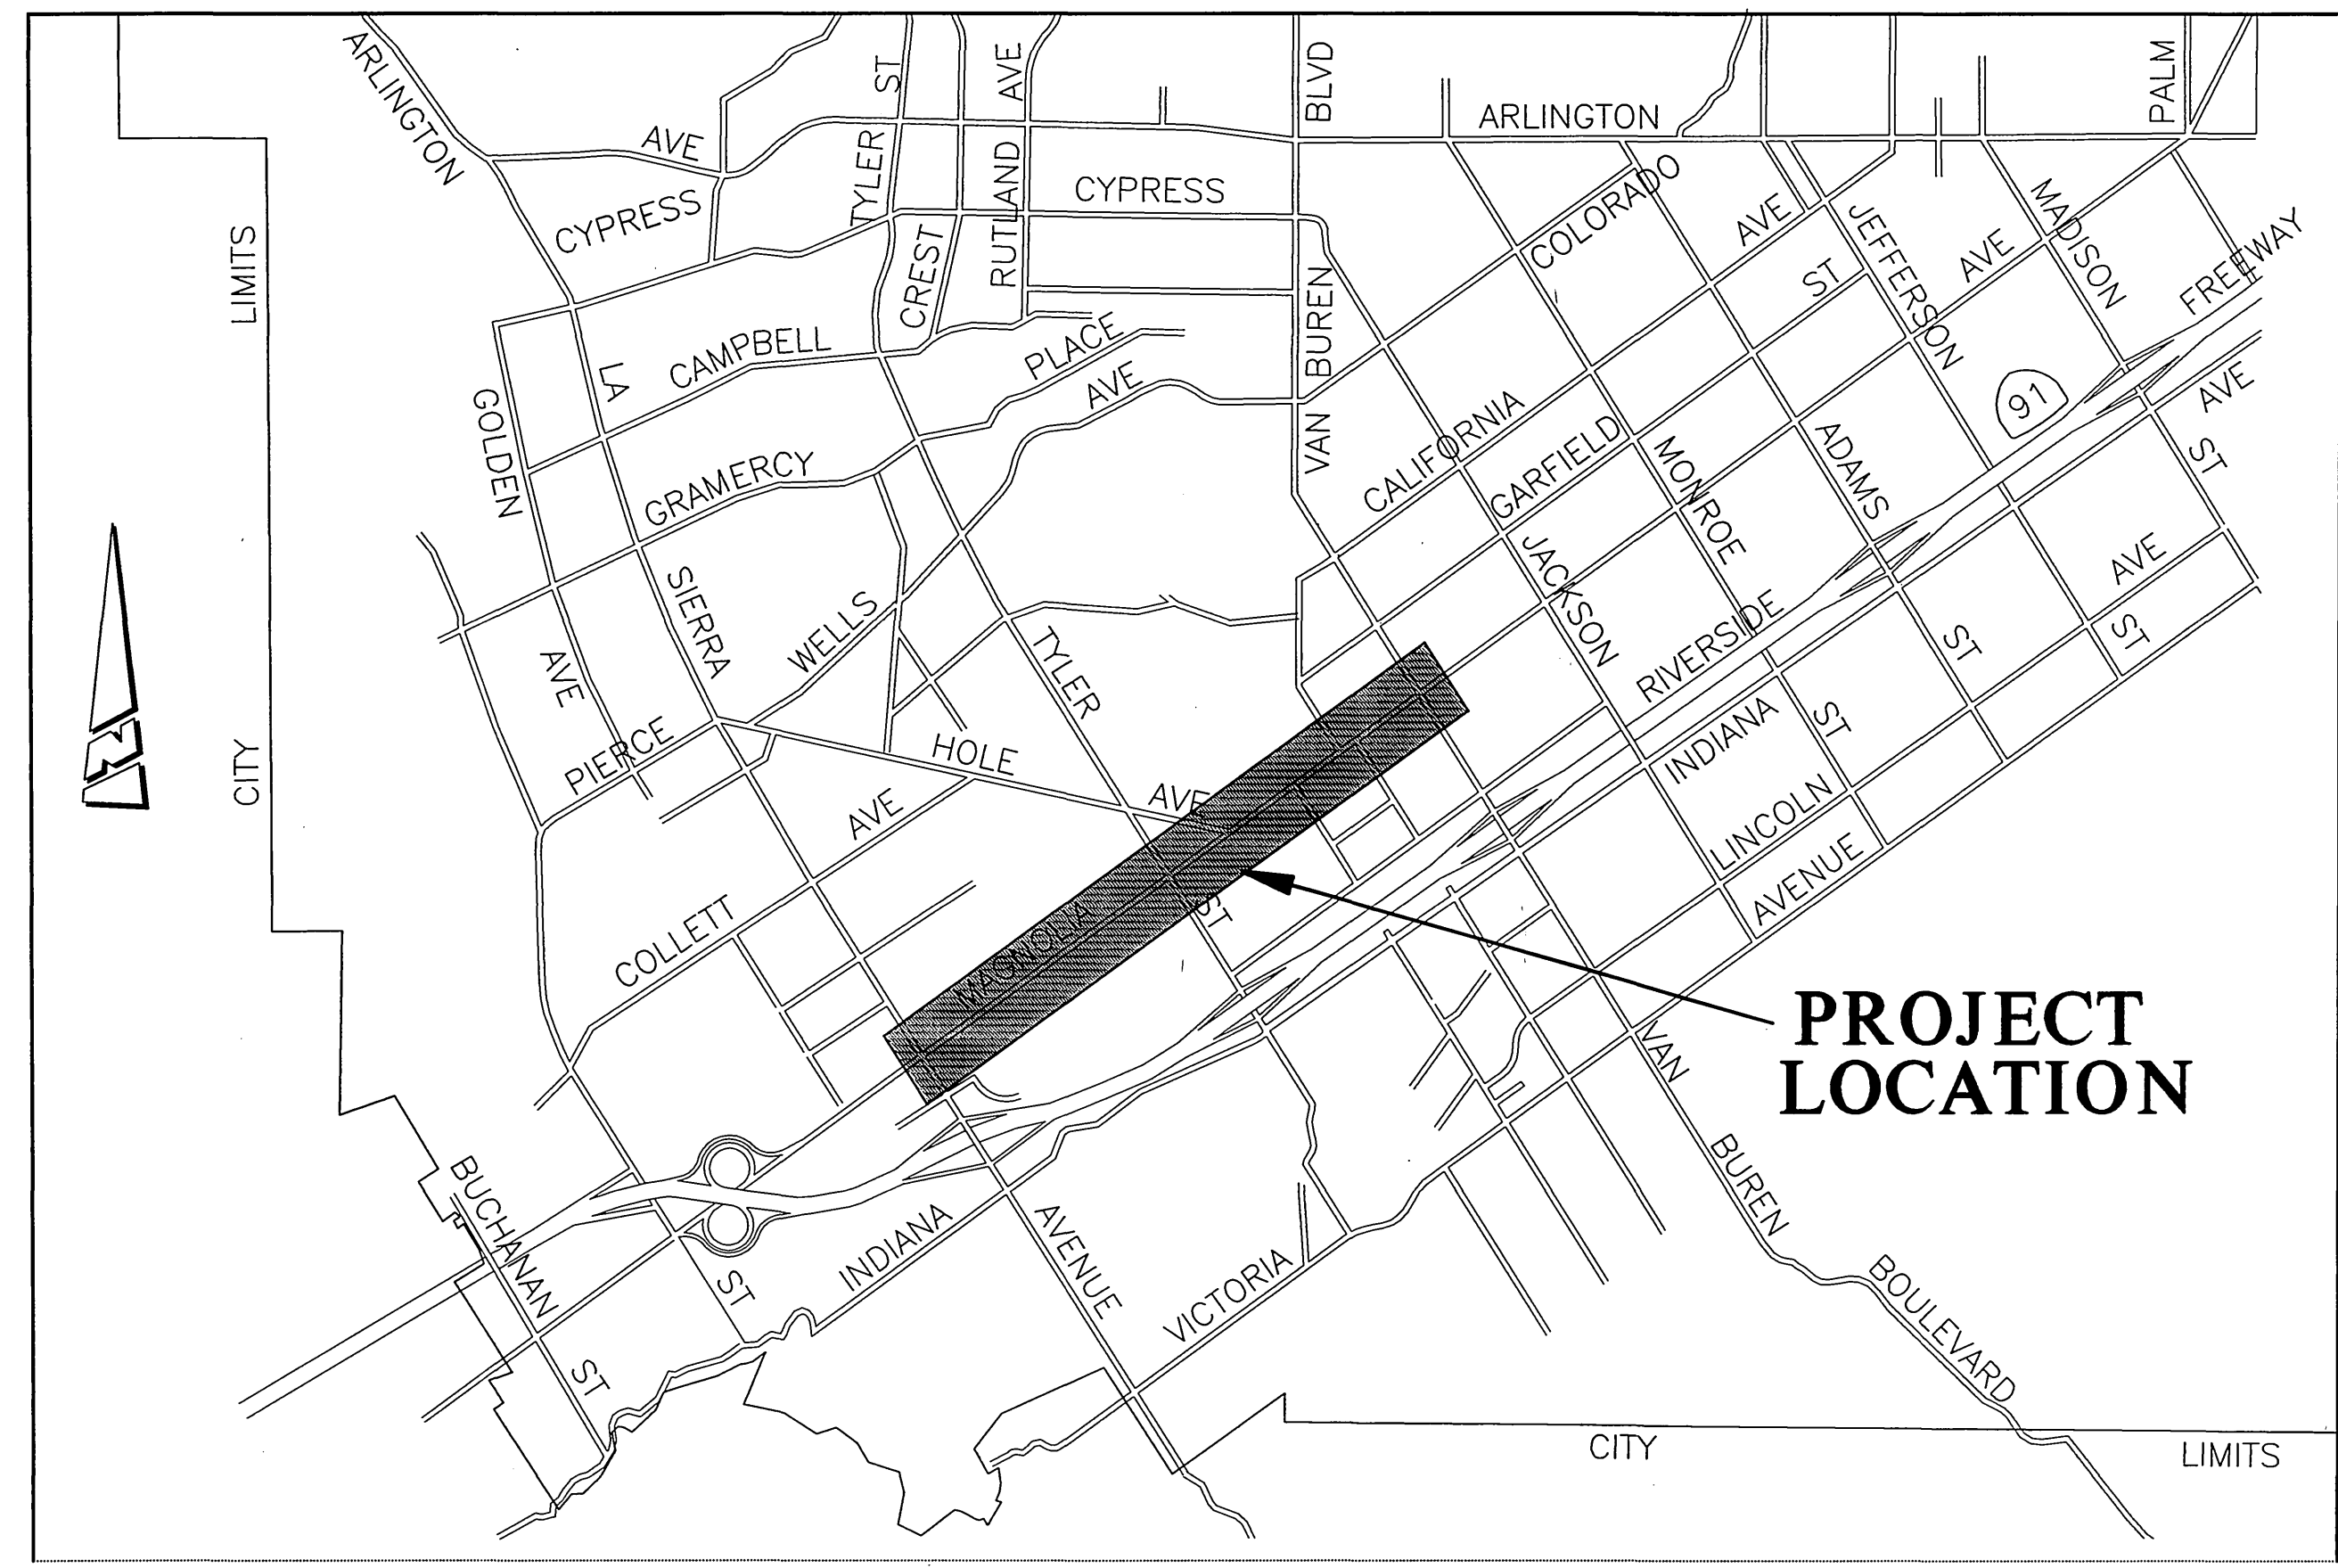 ARLINGTON
AVE
TYLER ST
RUTLAND AVE
BLVD
ARLINGTON
PALM
CYPRESS
CYPRESS
COLORADO
AVE
JEFFERSON
AVE
MADISON
FREEWAY
LIMITS
CREST
VAN BUREN
ST
LA
CAMPBELL
PLACE
AVE
91
AVE
GOLDEN
GRAMERCY
CALIFORNIA
GARFIELD
MONROE
ADAMS
ST
SIERRA
WELLS
JACKSON
AVE
AVE
TYLER
RIVERSIDE
ST
ST
PIERCE
HOLE
AVE
INDIANA
ST
CITY
AVE
LINCOLN
AVENUE
COLLETT
MAGNOLIA
ST
PROJECT
LOCATION
VAN
BUREN
BOULEVARD
BUCHANAN
ST
ST
INDIANA
AVENUE
VICTORIA
CITY
LIMITS